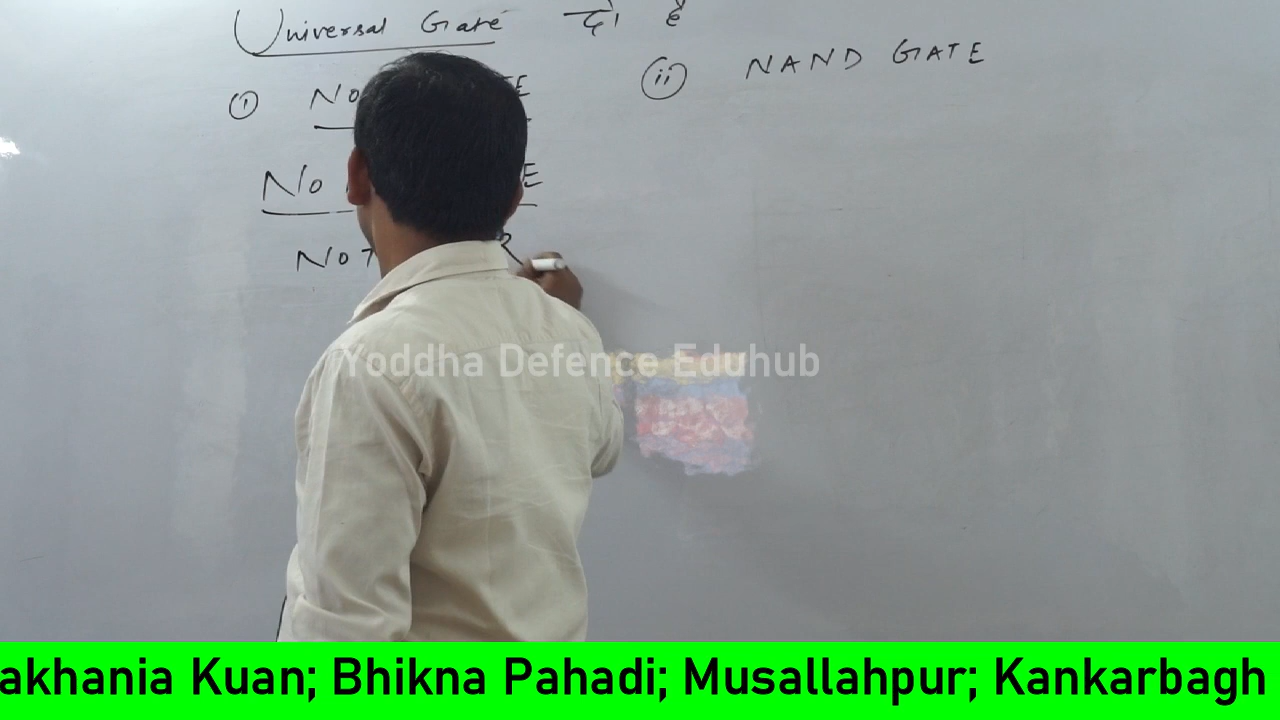 Universal Gate दो है
(i) No E (ii) NAND GATE
No E
NOT R
Yoddha Defence Eduhub
akhania Kuan; Bhikna Pahadi; Musallahpur; Kankarbagh